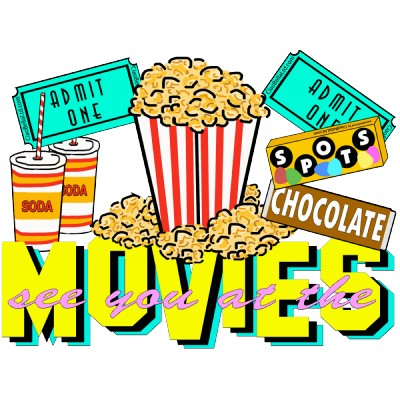 ADMIT
ONE
ADMIT
ONE
SPOTS
SODA
SODA
CHOCOLATE
see you at the
MOVIES